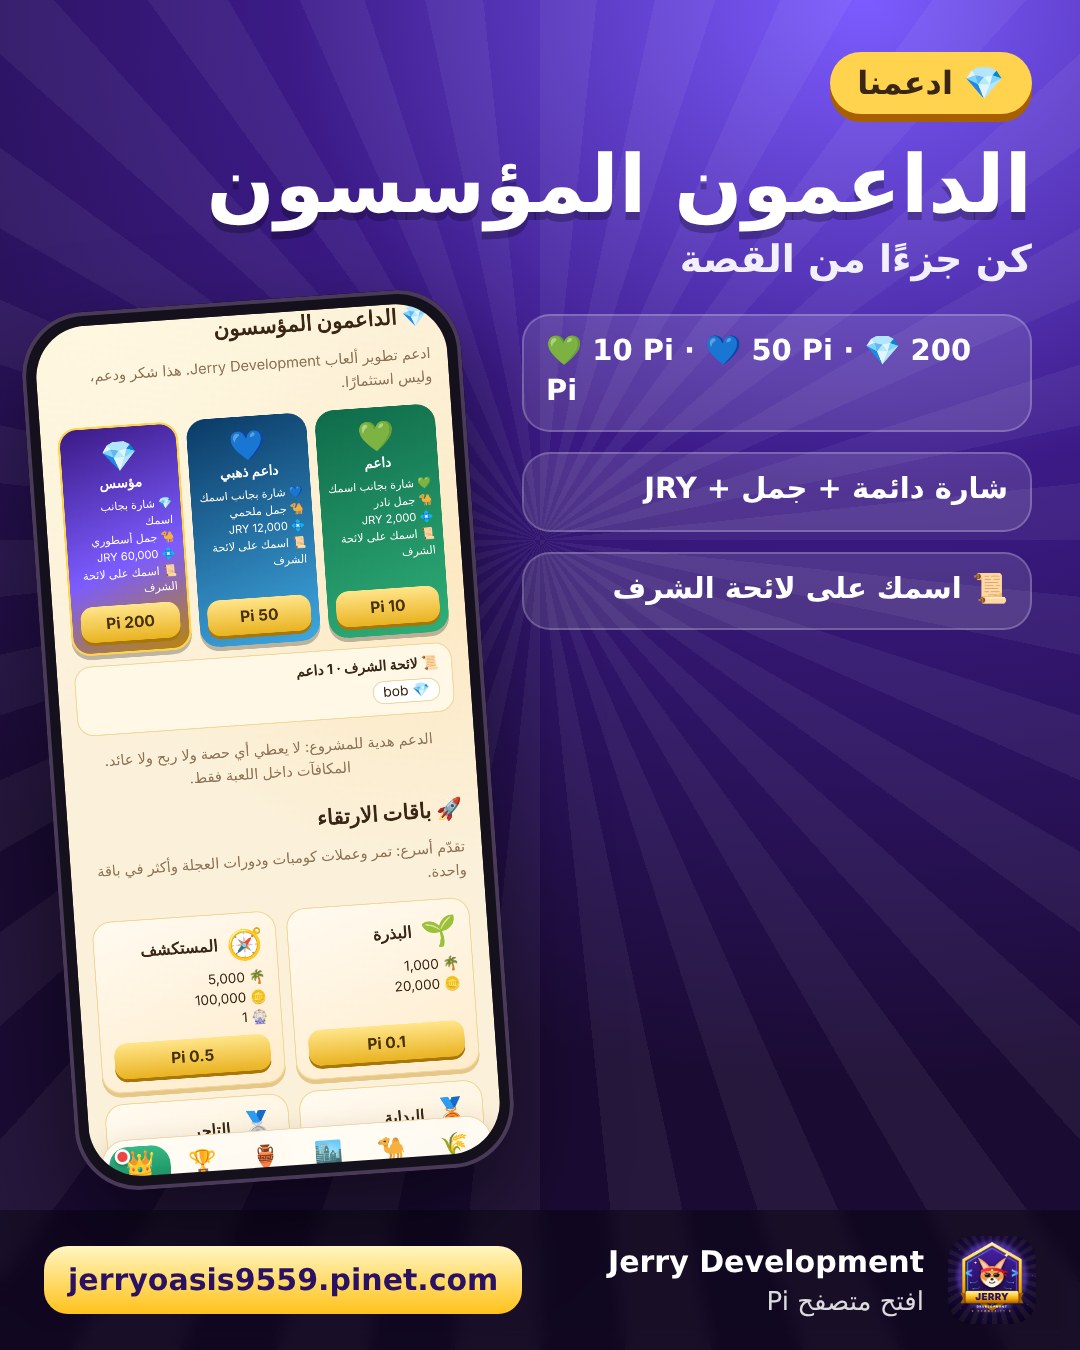 💎 ادعمنا
الداعمون المؤسسون
كن جزءًا من القصة
💚 10 Pi · 💙 50 Pi · 💎 200
Pi
شارة دائمة + جمل + JRY
📜 اسمك على لائحة الشرف
💎 الداعمون المؤسسون
ادعم تطوير ألعاب Jerry Development. هذا شكر ودعم،
وليس استثمارًا.
💚
داعم
💚 شارة بجانب اسمك
🐪 جمل نادر
💠 2,000 JRY
📜 اسمك على لائحة
الشرف
10 Pi
💙
داعم ذهبي
💙 شارة بجانب اسمك
🐪 جمل ملحمي
💠 12,000 JRY
📜 اسمك على لائحة
الشرف
50 Pi
💎
مؤسس
💎 شارة بجانب
اسمك
🐪 جمل أسطوري
💠 60,000 JRY
📜 اسمك على لائحة
الشرف
200 Pi
📜 لائحة الشرف · 1 داعم
💎 bob
الدعم هدية للمشروع: لا يعطي أي حصة ولا ربح ولا عائد.
المكافآت داخل اللعبة فقط.
🚀 باقات الارتقاء
تقدّم أسرع: تمر وعملات كومبات ودورات العجلة وأكثر في باقة
واحدة.
🌱 البذرة
🌴 1,000
🪙 20,000
0.1 Pi
🧭 المستكشف
🌴 5,000
🪙 100,000
🎡 1
0.5 Pi
🥉 البداية
🥈 التاجر
Jerry Development
افتح متصفح Pi
JERRY
jerryoasis9559.pinet.com